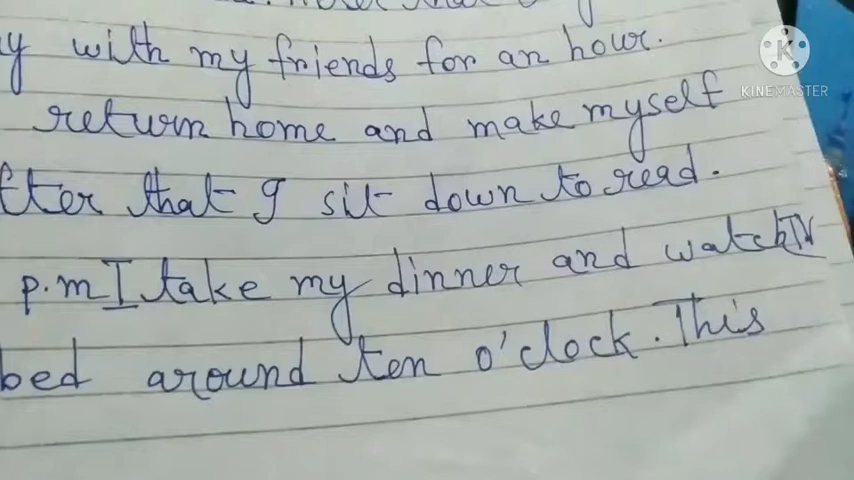 with my friends for an hour.
return home and make myself
after that I sit down to read.
p.m I take my dinner and watch TV
bed around ten o'clock. This
KINEMASTER